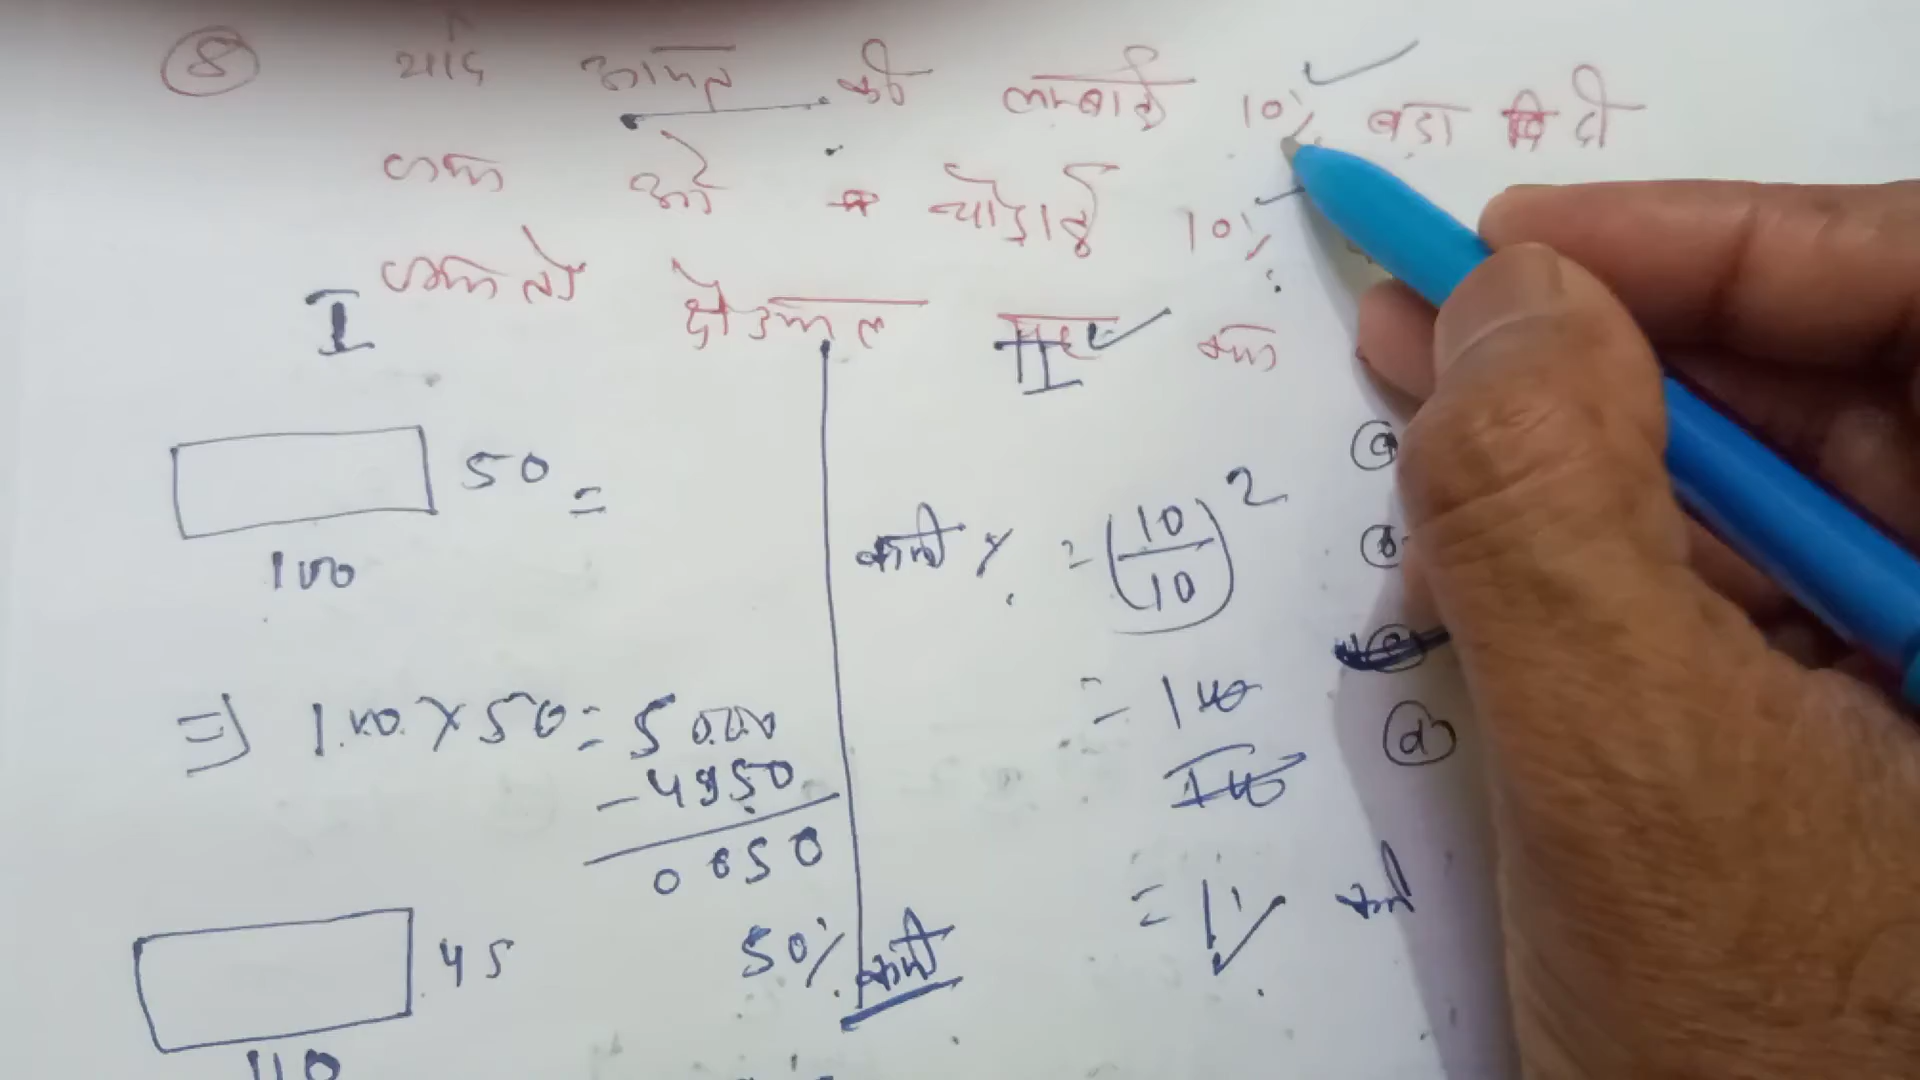 8 यदि आयत की लम्बाई 10% बढ़ा दी
जाए और चौड़ाई 10%
जाए तो क्षेत्रफल
I
II
50 =
100
कमी % = (10/10)²
= 100
100
⇒ 100 × 50 = 5000
- 4950
0050
50% कमी
= 1% कमी
45
110
a
b
c
d